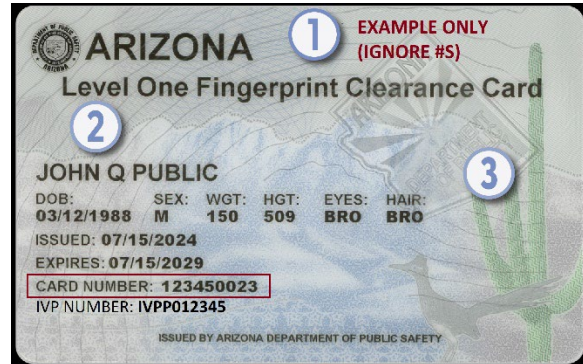 ARIZONA
1
EXAMPLE ONLY
(IGNORE #S)
Level One Fingerprint Clearance Card
2
JOHN Q PUBLIC
3
DOB: SEX: WGT: HGT: EYES: HAIR:
03/12/1988 M 150 509 BRO BRO
ISSUED: 07/15/2024
EXPIRES: 07/15/2029
CARD NUMBER: 123450023
IVP NUMBER: IVPP012345
ISSUED BY ARIZONA DEPARTMENT OF PUBLIC SAFETY